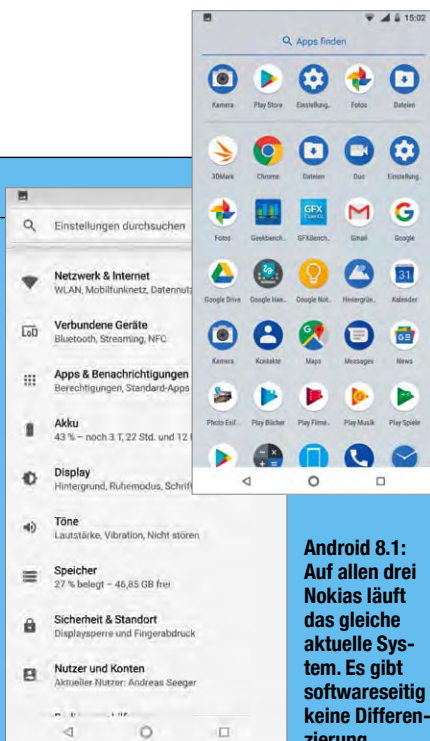 15:02
Apps finden
Kamera Play Store Einstellung.. Fotos Dateien
3DMark Chrome Dateien Duo Einstellung..
Fotos Geekbench.. GFXBench.. Gmail Google
Google Drive Google Noti.. Hintergrün.. Kalender
Kamera Kontakte Maps Messages News
Photo Exif.. Play Bücher Play Filme.. Play Musik Play Spiele
Einstellungen durchsuchen
Netzwerk & Internet
WLAN, Mobilfunknetz, Datennutz
Verbundene Geräte
Bluetooth, Streaming, NFC
Apps & Benachrichtigungen
Berechtigungen, Standard-Apps
Akku
43 % – noch 3 T, 22 Std. und 12
Display
Hintergrund, Ruhemodus, Schrif
Töne
Lautstärke, Vibration, Nicht stören
Speicher
27 % belegt – 46,85 GB frei
Sicherheit & Standort
Displaysperre und Fingerabdruck
Nutzer und Konten
Aktueller Nutzer: Andreas Seeger
Android 8.1:
Auf allen drei
Nokias läuft
das gleiche
aktuelle Sys-
tem. Es gibt
softwareseitig
keine Differen-
zierung